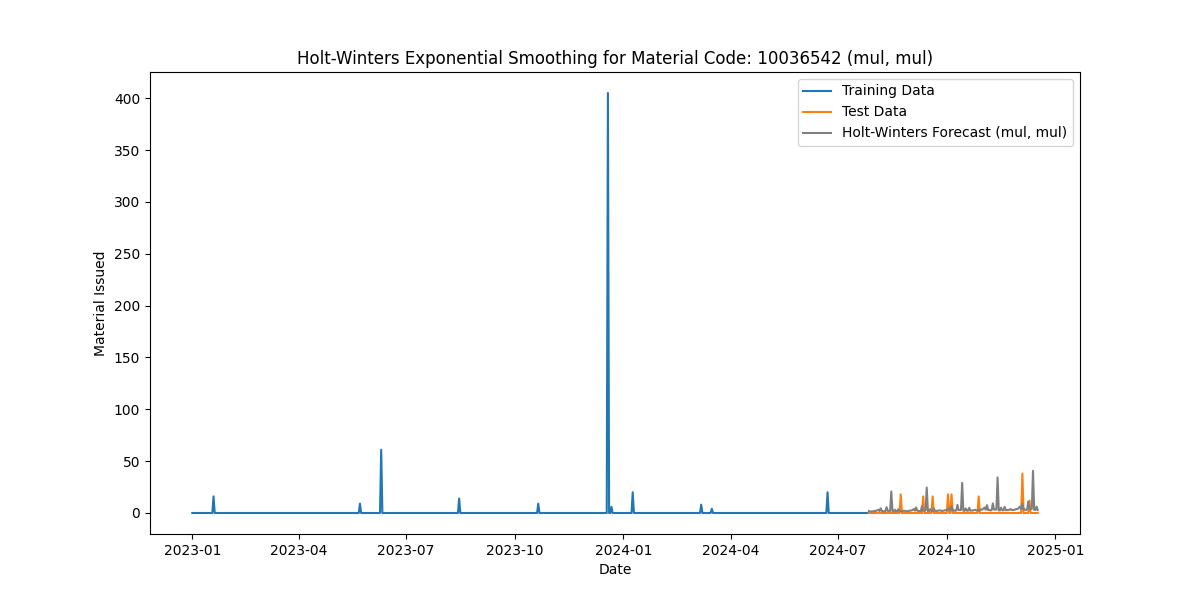 Holt-Winters Exponential Smoothing for Material Code: 10036542 (mul, mul)
Training Data
Test Data
Holt-Winters Forecast (mul, mul)
Material Issued
400
350
300
250
200
150
100
50
0
2023-01 2023-04 2023-07 2023-10 2024-01 2024-04 2024-07 2024-10 2025-01
Date